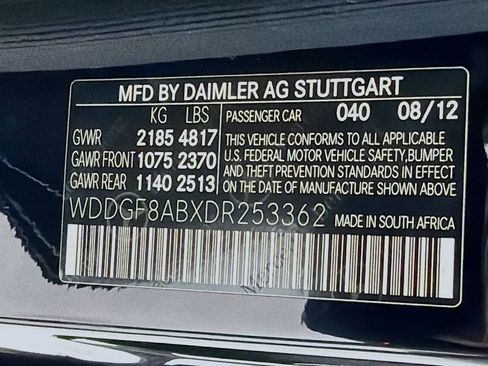 MFD BY DAIMLER AG STUTTGART
KG LBS PASSENGER CAR 040 08/12
GVWR 2185 4817 THIS VEHICLE CONFORMS TO ALL APPLICABLE
GAWR FRONT 1075 2370 U.S. FEDERAL MOTOR VEHICLE SAFETY, BUMPER
GAWR REAR 1140 2513 AND THEFT PREVENTION STANDARDS IN EFFECT
ON THE DATE OF MANUFACTURE SHOWN ABOVE.
WDDGF8ABXDR253362 MADE IN SOUTH AFRICA